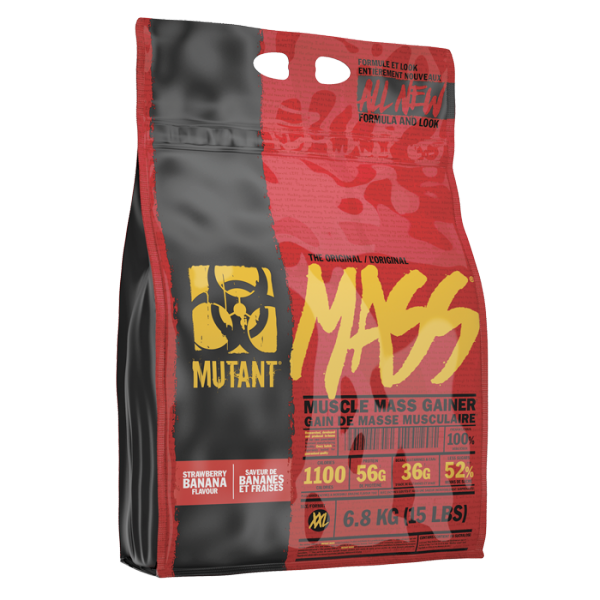 FORMULE ET LOOK
ENTIÈREMENT NOUVEAUX
ALL NEW
FORMULA AND LOOK
THE ORIGINAL / L'ORIGINAL
MASS
MUTANT
MUSCLE MASS GAINER
GAIN DE MASSE MUSCULAIRE
100%
1100 56G 36G 52%
STRAWBERRY
BANANA
FLAVOUR
SAVEUR DE
BANANES
ET FRAISES
XXL
6.8 KG (15 LBS)